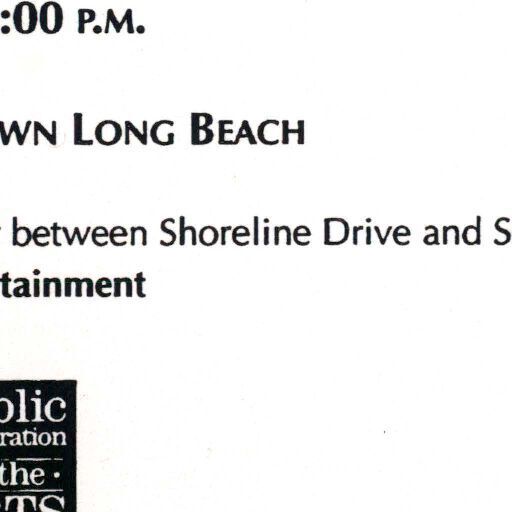 :00 P.M.
WN LONG BEACH
between Shoreline Drive and S
tainment
blic
ration
the ·
TS